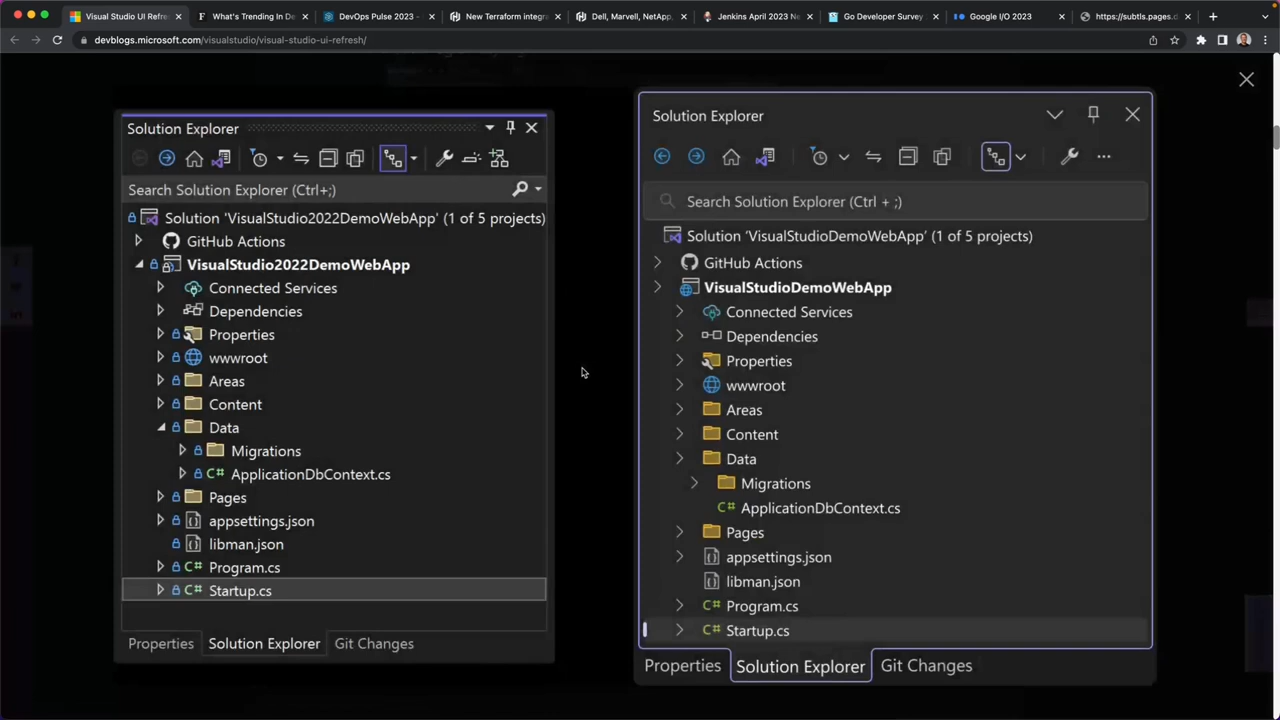 Visual Studio UI Refre
What's Trending In De
DevOps Pulse 2023 -
New Terraform integr
Dell, Marvell, NetApp,
Jenkins April 2023 Ne
Go Developer Survey
Google I/O 2023
https://subtls.pages.d
devblogs.microsoft.com/visualstudio/visual-studio-ui-refresh/
Solution Explorer
Search Solution Explorer (Ctrl+;)
Solution 'VisualStudio2022DemoWebApp' (1 of 5 projects)
GitHub Actions
VisualStudio2022DemoWebApp
Connected Services
Dependencies
Properties
wwwroot
Areas
Content
Data
Migrations
C# ApplicationDbContext.cs
Pages
appsettings.json
libman.json
C# Program.cs
C# Startup.cs
Properties Solution Explorer Git Changes
Solution Explorer
Search Solution Explorer (Ctrl + ;)
Solution 'VisualStudioDemoWebApp' (1 of 5 projects)
GitHub Actions
VisualStudioDemoWebApp
Connected Services
Dependencies
Properties
wwwroot
Areas
Content
Data
Migrations
C# ApplicationDbContext.cs
Pages
appsettings.json
libman.json
C# Program.cs
C# Startup.cs
Properties Solution Explorer Git Changes